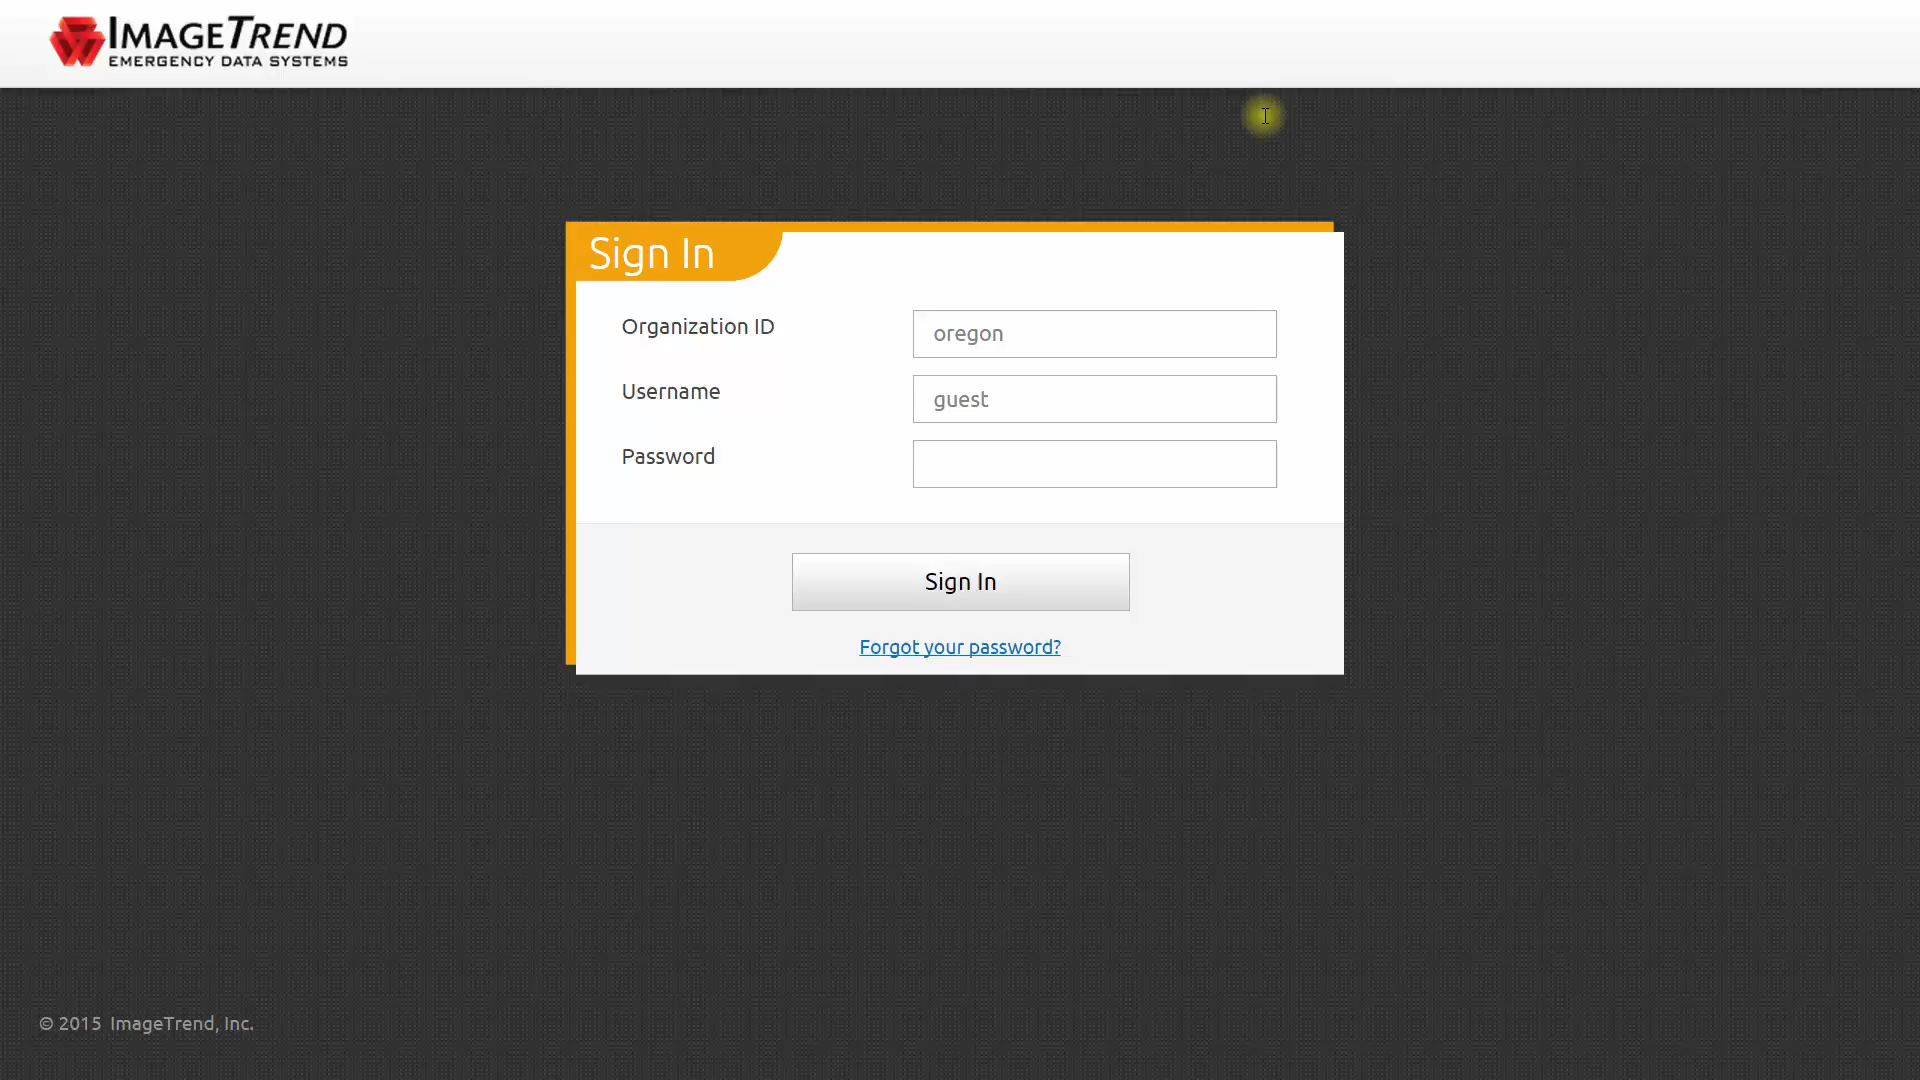 IMAGETREND
EMERGENCY DATA SYSTEMS
Sign In
Organization ID
oregon
Username
guest
Password
Sign In
Forgot your password?
© 2015 ImageTrend, Inc.